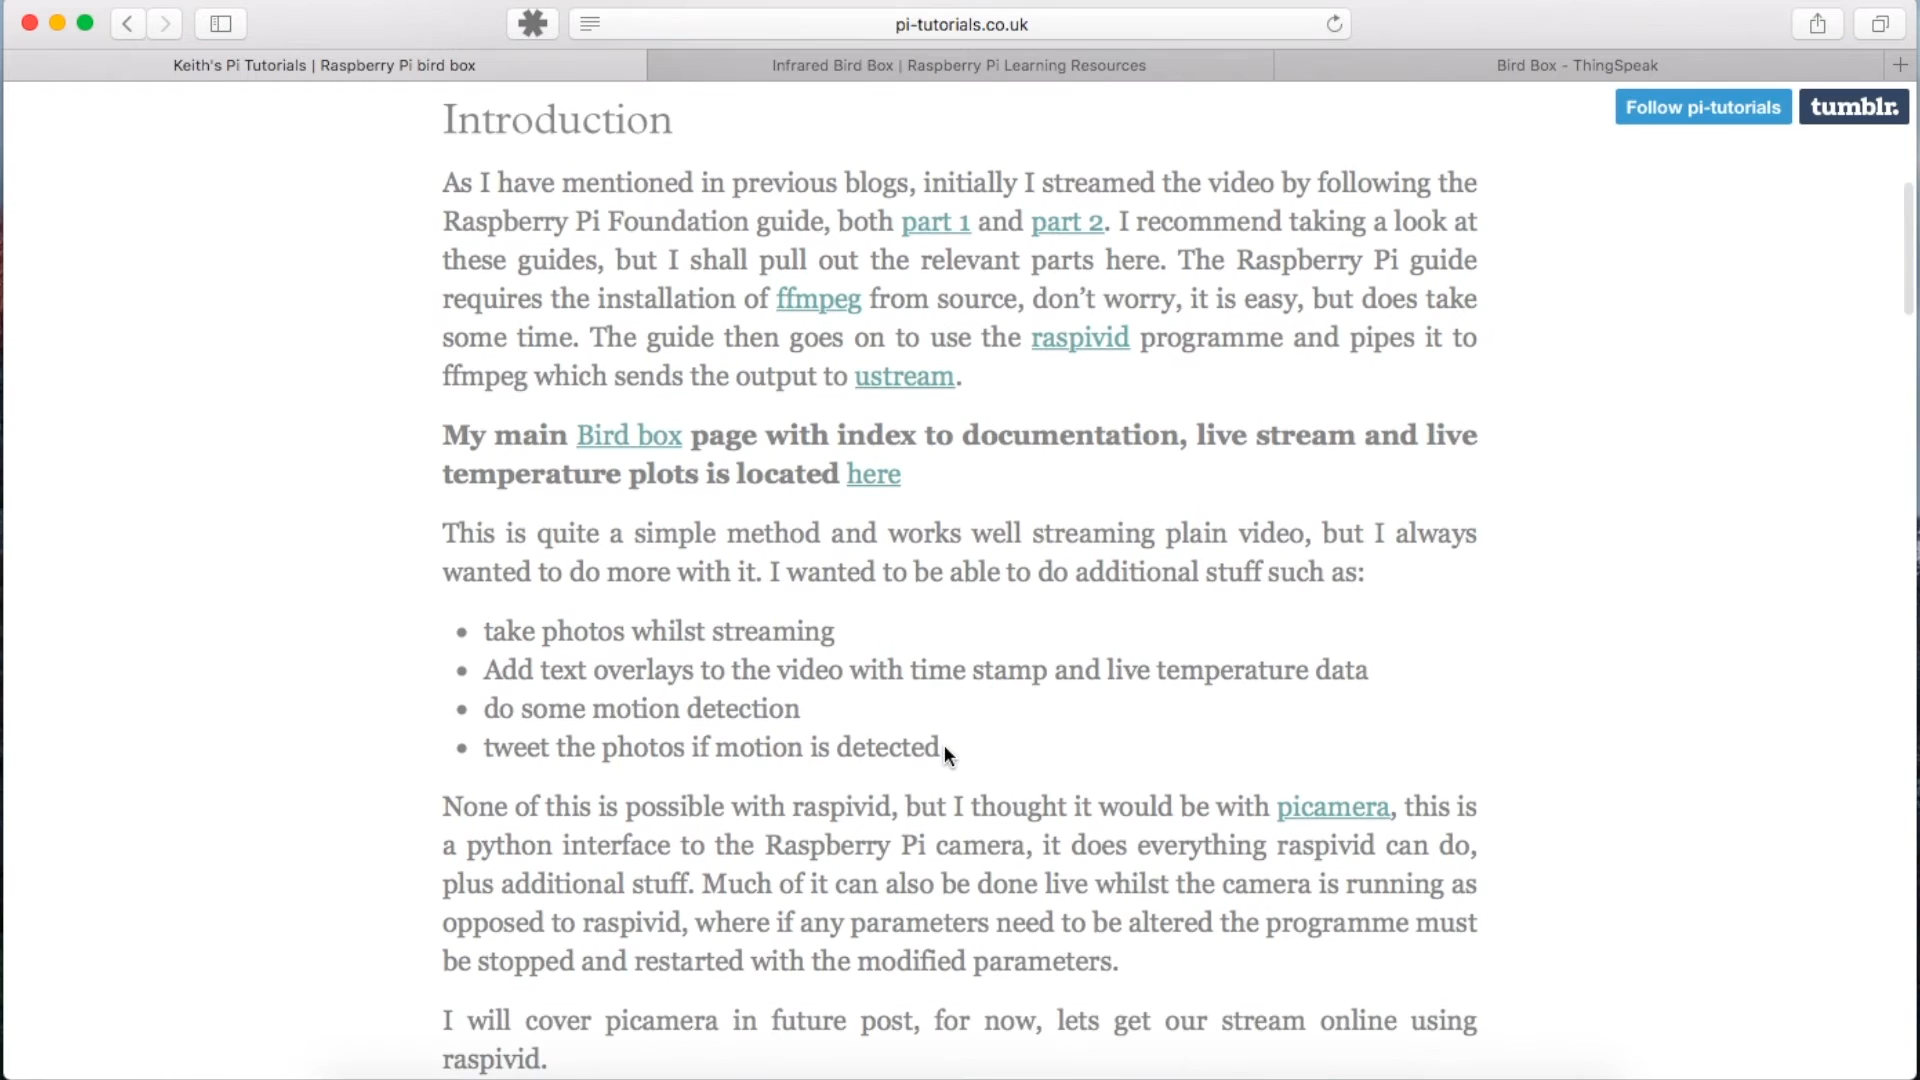 pi-tutorials.co.uk
Keith's Pi Tutorials | Raspberry Pi bird box
Infrared Bird Box | Raspberry Pi Learning Resources
Bird Box - ThingSpeak
Follow pi-tutorials
tumblr.
Introduction
As I have mentioned in previous blogs, initially I streamed the video by following the
Raspberry Pi Foundation guide, both part 1 and part 2. I recommend taking a look at
these guides, but I shall pull out the relevant parts here. The Raspberry Pi guide
requires the installation of ffmpeg from source, don’t worry, it is easy, but does take
some time. The guide then goes on to use the raspivid programme and pipes it to
ffmpeg which sends the output to ustream.
My main Bird box page with index to documentation, live stream and live
temperature plots is located here
This is quite a simple method and works well streaming plain video, but I always
wanted to do more with it. I wanted to be able to do additional stuff such as:
• take photos whilst streaming
• Add text overlays to the video with time stamp and live temperature data
• do some motion detection
• tweet the photos if motion is detected
None of this is possible with raspivid, but I thought it would be with picamera, this is
a python interface to the Raspberry Pi camera, it does everything raspivid can do,
plus additional stuff. Much of it can also be done live whilst the camera is running as
opposed to raspivid, where if any parameters need to be altered the programme must
be stopped and restarted with the modified parameters.
I will cover picamera in future post, for now, lets get our stream online using
raspivid.